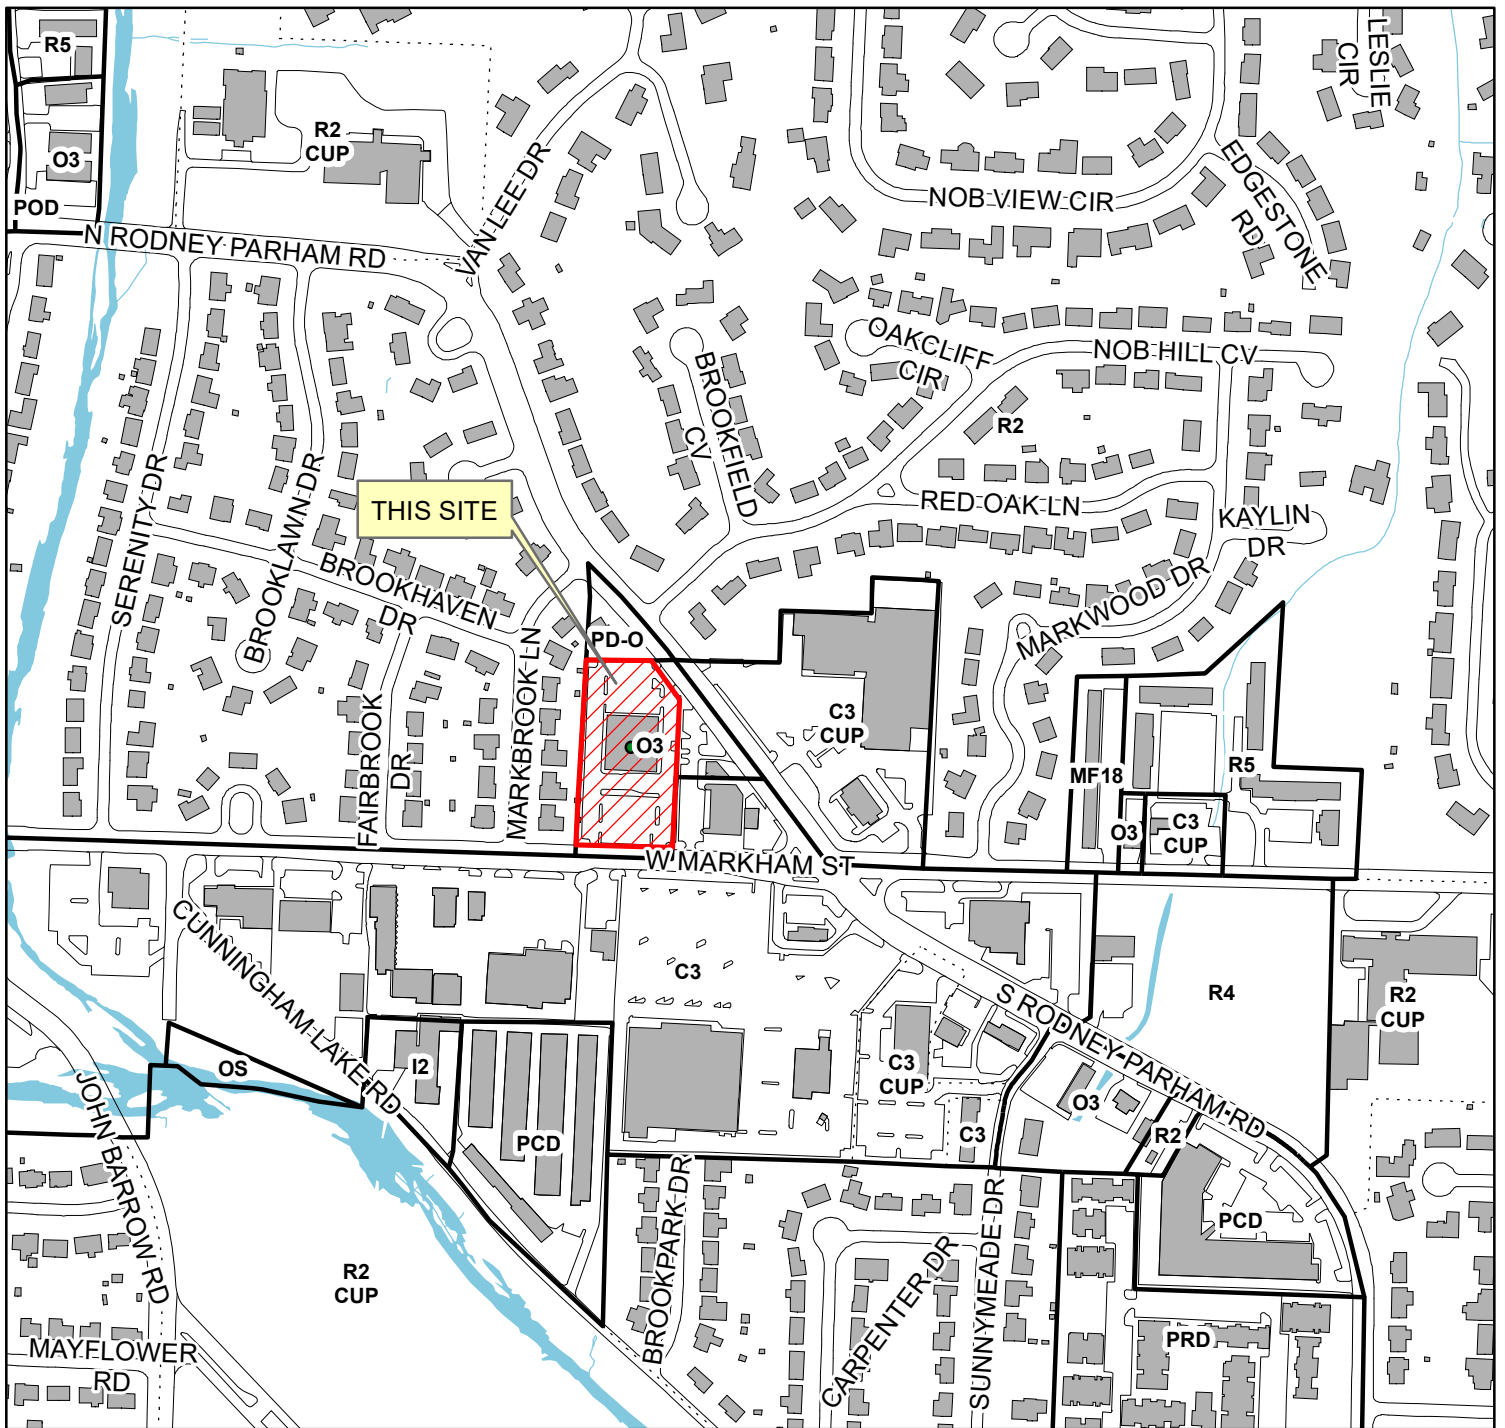 R5
LESLIE
CIR
R2
CUP
O3
VAN LEE DR
EDGESTONE
RD
NOB VIEW CIR
POD
N RODNEY PARHAM RD
OAKCLIFF
CIR
NOB HILL CV
BROOKFIELD
CV
R2
THIS SITE
RED OAK LN
KAYLIN
DR
SERENITY DR
BROOKLAWN DR
BROOKHAVEN
DR
MARKWOOD DR
PD-O
MARKBROOK LN
FAIRBROOK
DR
C3
CUP
O3
MF18
R5
O3
C3
CUP
W MARKHAM ST
CUNNINGHAM LAKE RD
C3
S RODNEY PARHAM RD
R4
R2
CUP
OS
I2
C3
CUP
O3
JOHN BARROW RD
PCD
C3
R2
BROOKPARK DR
SUNNYMEADE DR
PCD
CARPENTER DR
R2
CUP
MAYFLOWER
RD
PRD